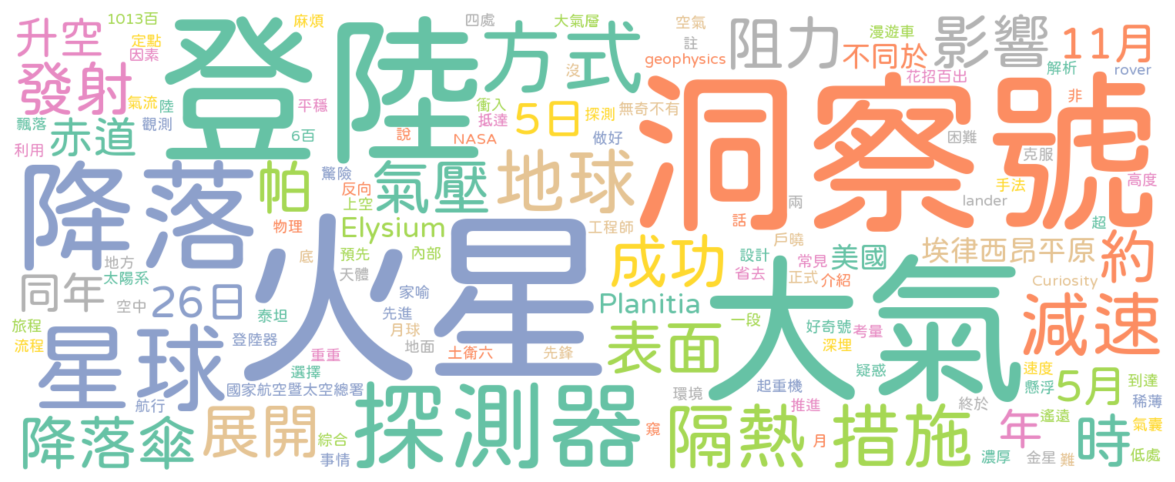 1013百
四處
大氣層
空氣
漫遊車
麻煩
升空
定點
因素
登陸
方式
沒
註
geophysics
阻力
不同於
影響
11月
解析
rover
發射
氣流
陸
平穩
衝入
抵達
5日
探測
無奇不有
洞察號
花招百出
非
飄落
赤道
觀測
6百
說
NASA
做好
困難
利用
降落
帕
驚險
反向
上空
氣壓
地球
克服
手法
高度
lander
物理
Elysium
工程師
話
兩
超
地方
太陽系
底
預先
內部
戶曉
成功
設計
省去
美國
常見
介紹
正式
埃律西昂平原
約
同年
空中
26日
天體
火星
家喻
先進
月球
地面
Planitia
大氣
Curiosity
減速
旅程
流程
星球
泰坦
登陸器
重重
選擇
土衛六
先鋒
表面
一段
好奇號
考量
深埋
疑惑
速度
懸浮
5月
到達
稀薄
國家航空暨太空總署
航行
環境
起重機
推進
終於
遙遠
氣囊
降落傘
展開
綜合
事情
探測器
窺
隔熱
月
措施
濃厚
年
金星
難
時
低處